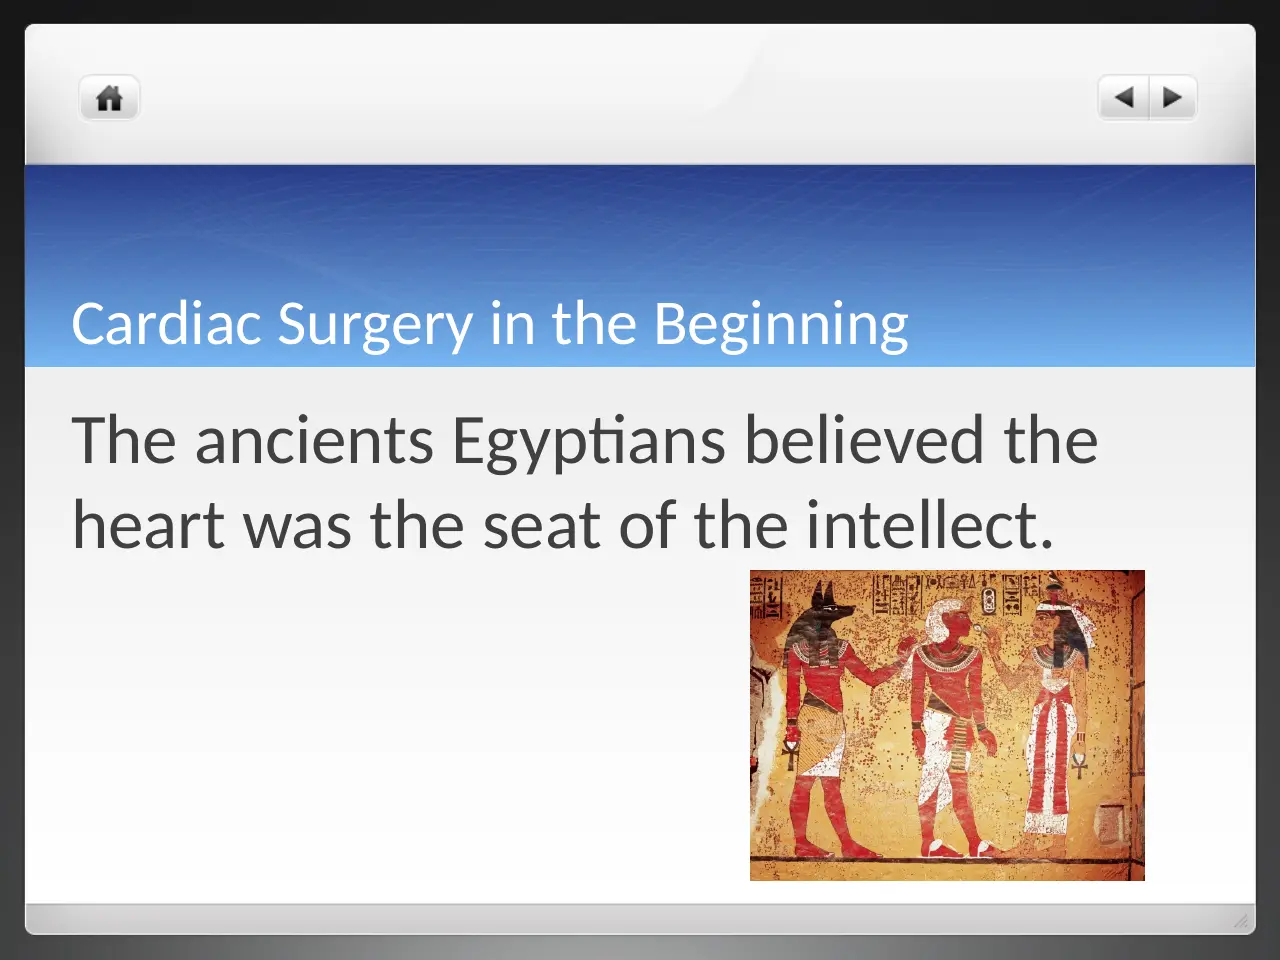 Cardiac Surgery in the Beginning
The ancients Egyptians believed the
heart was the seat of the intellect.